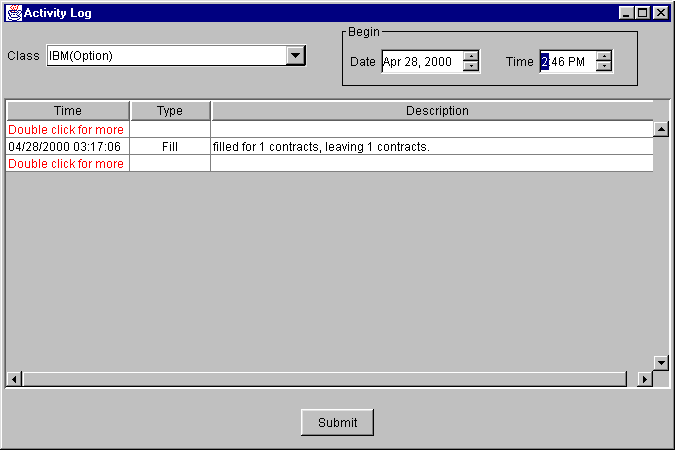 Activity Log
Begin
Class IBM(Option) Date Apr 28, 2000 Time 2:46 PM
Time Type Description
Double click for more
04/28/2000 03:17:06 Fill filled for 1 contracts, leaving 1 contracts.
Double click for more
Submit